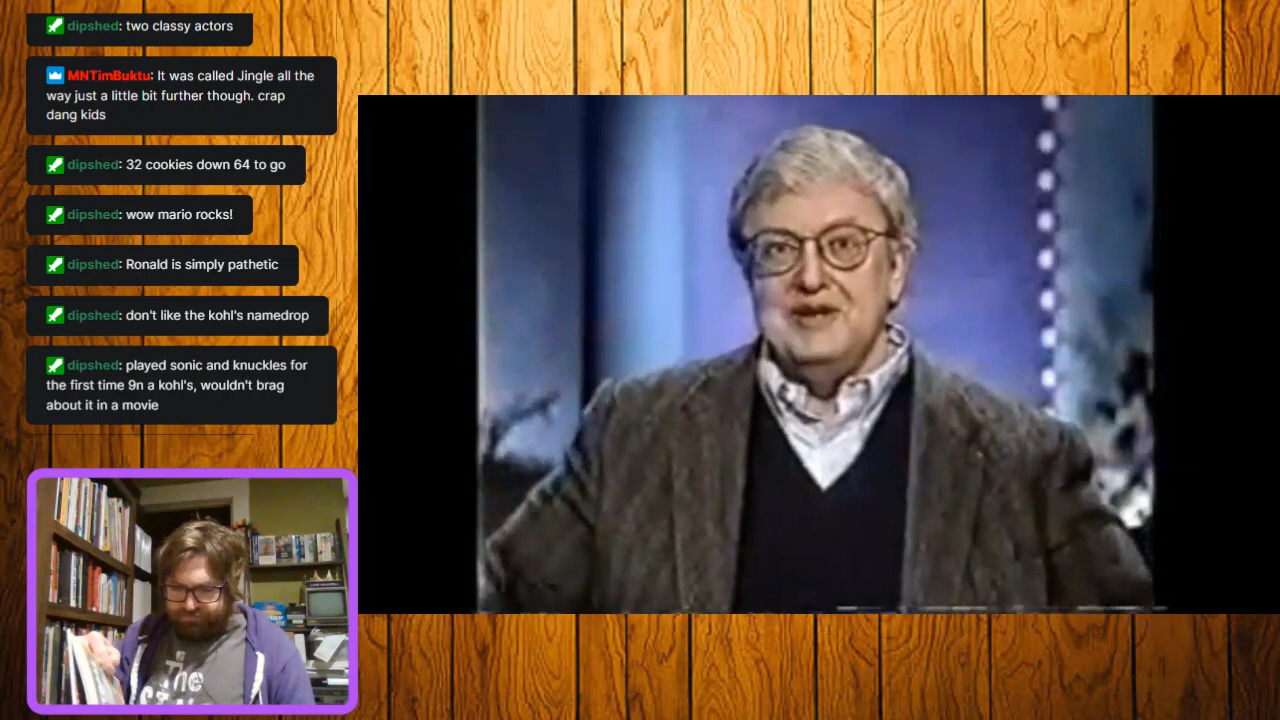 dipshed: two classy actors
MNTimBuktu: It was called Jingle all the
way just a little bit further though. crap
dang kids
dipshed: 32 cookies down 64 to go
dipshed: wow mario rocks!
dipshed: Ronald is simply pathetic
dipshed: don't like the kohl's namedrop
dipshed: played sonic and knuckles for
the first time 9n a kohl's, wouldn't brag
about it in a movie
The